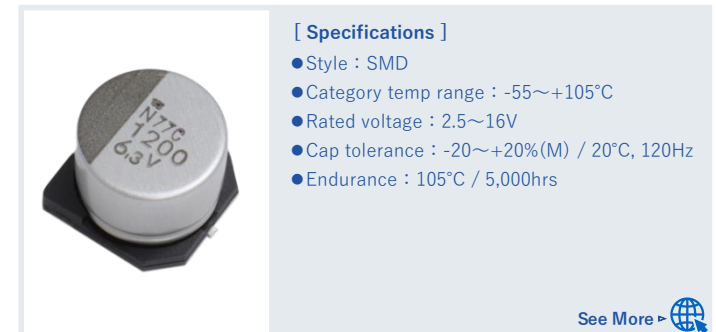 N77C
1200
6.3V
[ Specifications ]
●Style：SMD
●Category temp range：-55～+105℃
●Rated voltage：2.5～16V
●Cap tolerance：-20～+20%(M) / 20℃, 120Hz
●Endurance：105℃ / 5,000hrs
See More ▻